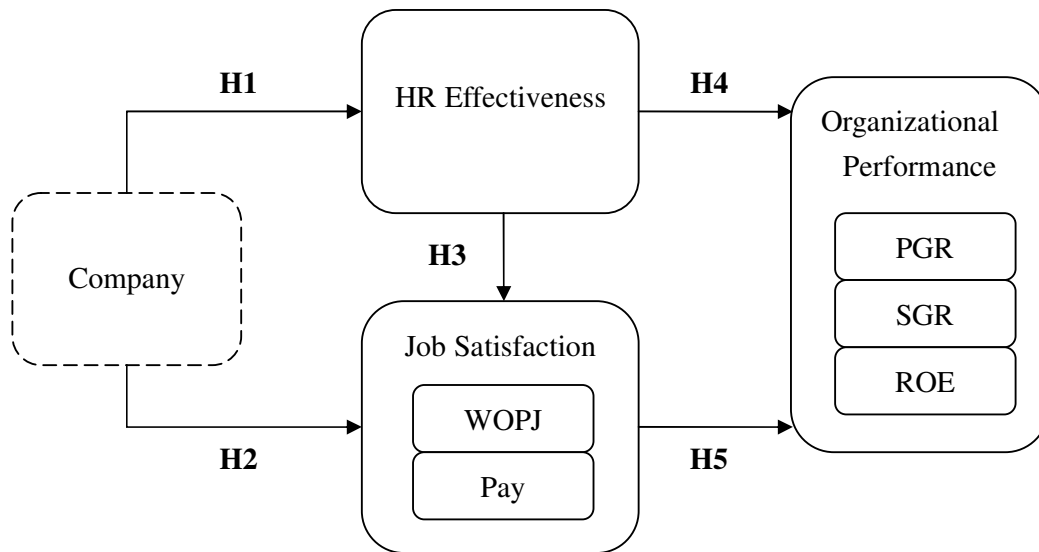 H1
HR Effectiveness
H4
Organizational
Performance
Company
H3
PGR
SGR
ROE
Job Satisfaction
WOPJ
Pay
H2
H5